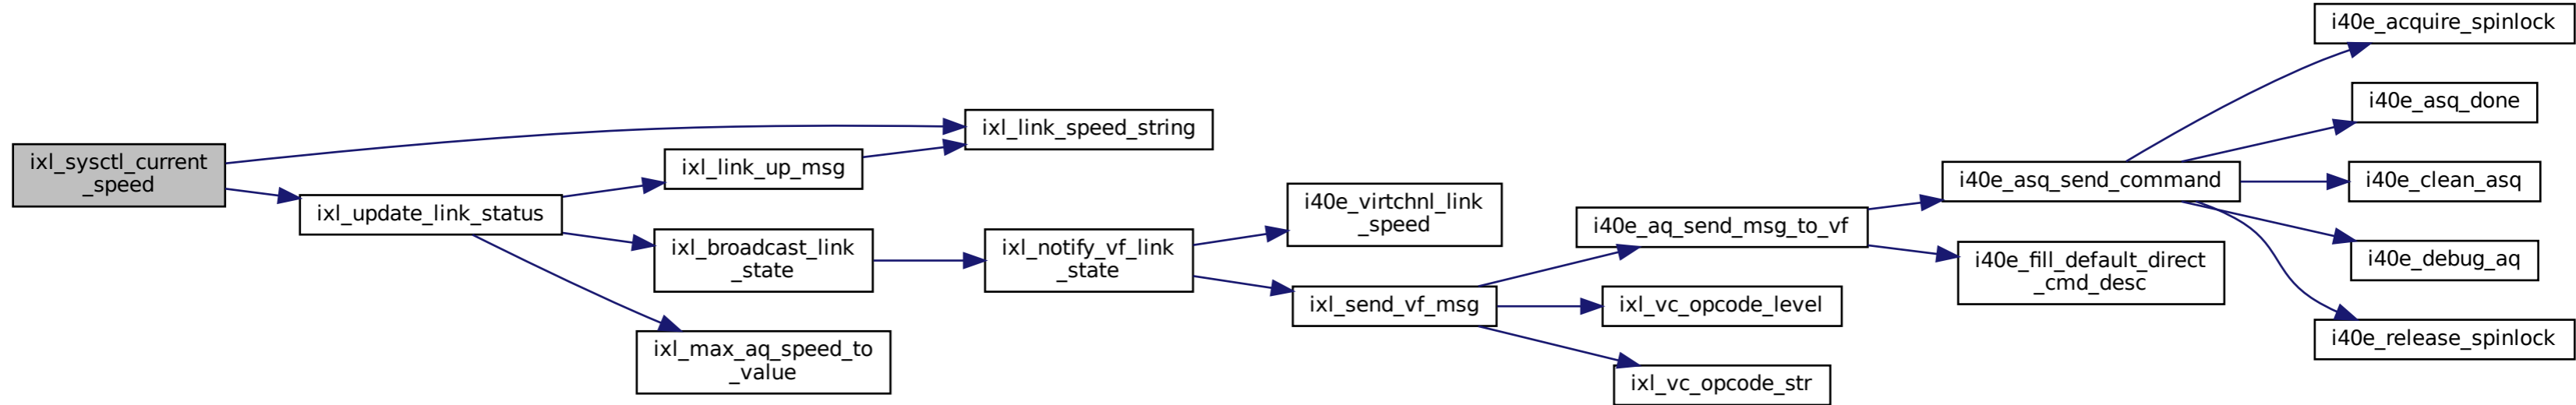 ixl_sysctl_current
_speed
ixl_link_speed_string
ixl_update_link_status
ixl_link_up_msg
ixl_broadcast_link
_state
ixl_max_aq_speed_to
_value
ixl_notify_vf_link
_state
i40e_virtchnl_link
_speed
ixl_send_vf_msg
i40e_aq_send_msg_to_vf
ixl_vc_opcode_level
ixl_vc_opcode_str
i40e_asq_send_command
i40e_fill_default_direct
_cmd_desc
i40e_acquire_spinlock
i40e_asq_done
i40e_clean_asq
i40e_debug_aq
i40e_release_spinlock